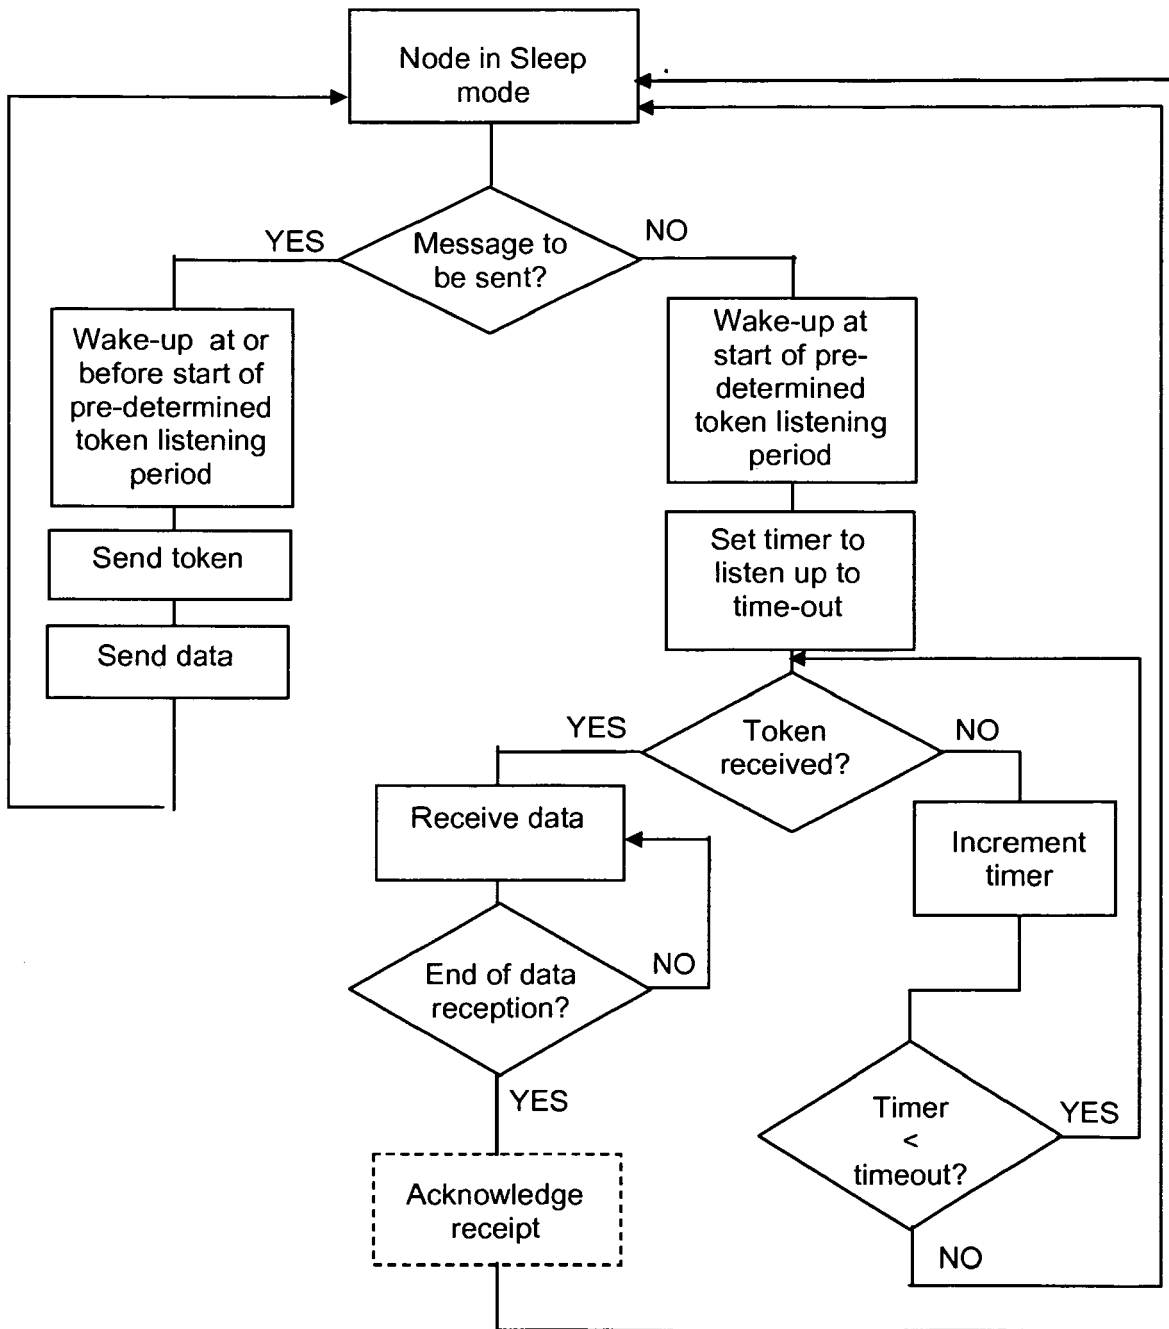 Node in Sleep
mode
YES
Message to
be sent?
NO
Wake-up at or
before start of
pre-determined
token listening
period
Send token
Send data
Wake-up at
start of pre-
determined
token listening
period
Set timer to
listen up to
time-out
YES
Token
received?
NO
Receive data
Increment
timer
End of data
reception?
NO
YES
Timer
<
timeout?
YES
Acknowledge
receipt
NO